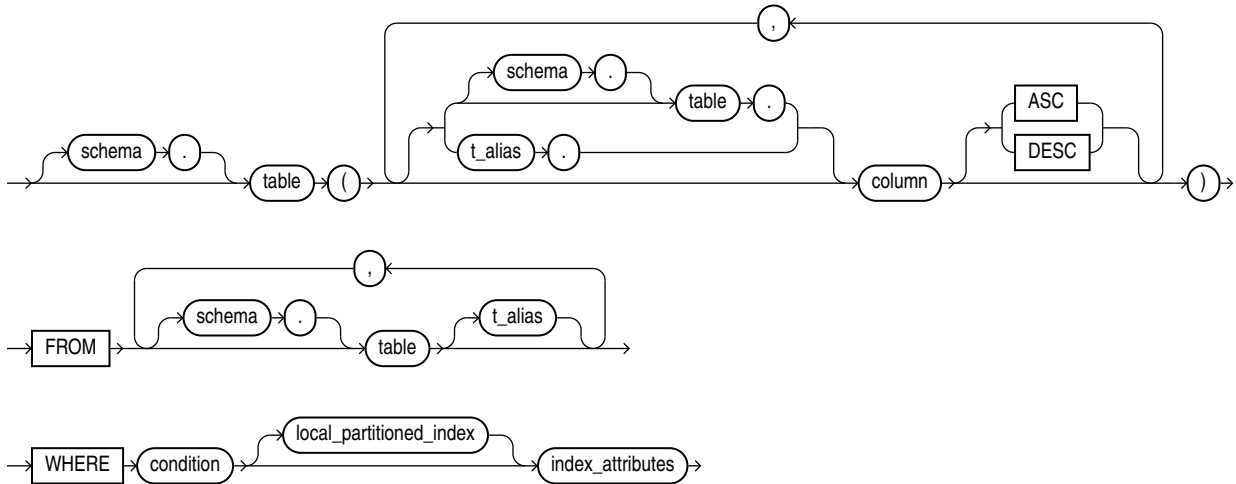 ,
schema .
table .
t_alias .
ASC
DESC
schema .
table ( column )
,
schema .
t_alias
FROM table
local_partitioned_index
WHERE condition index_attributes